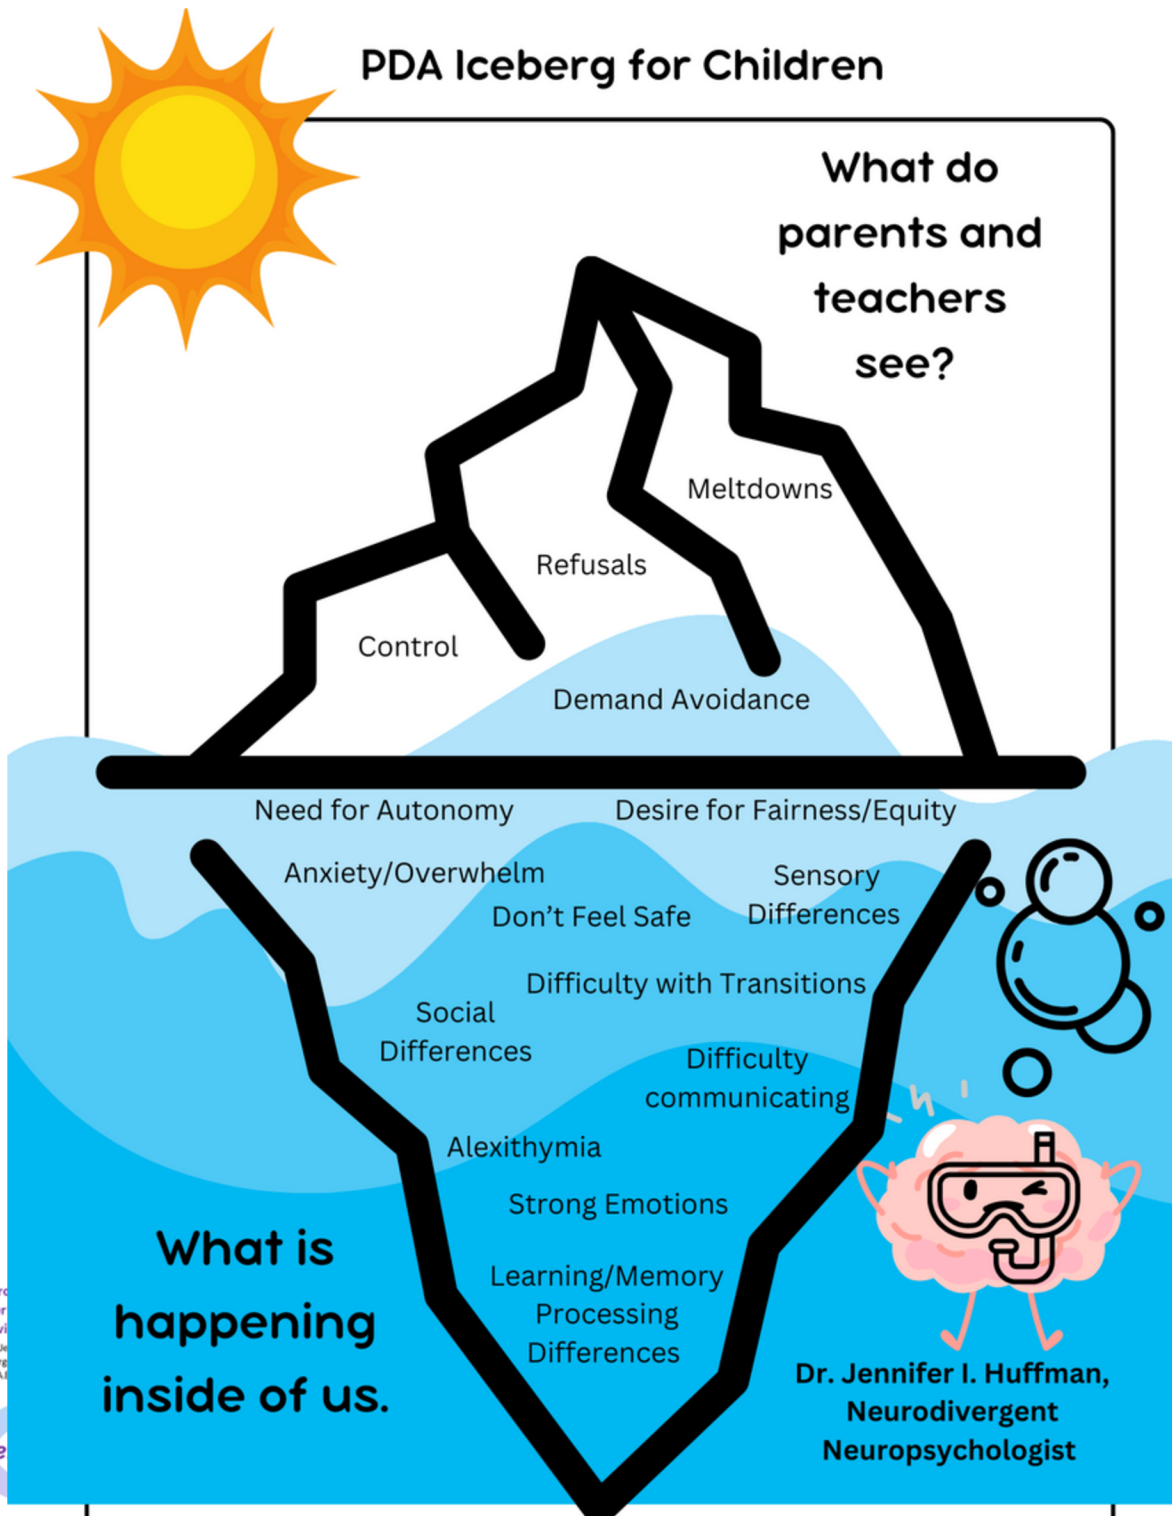 PDA Iceberg for Children
What do
parents and
teachers
see?
Meltdowns
Refusals
Control
Demand Avoidance
Need for Autonomy
Desire for Fairness/Equity
Anxiety/Overwhelm
Sensory
Differences
Don't Feel Safe
Difficulty with Transitions
Social
Differences
Difficulty
communicating
Alexithymia
Strong Emotions
Learning/Memory
Processing
Differences
What is
happening
inside of us.
Dr. Jennifer I. Huffman,
Neurodivergent
Neuropsychologist